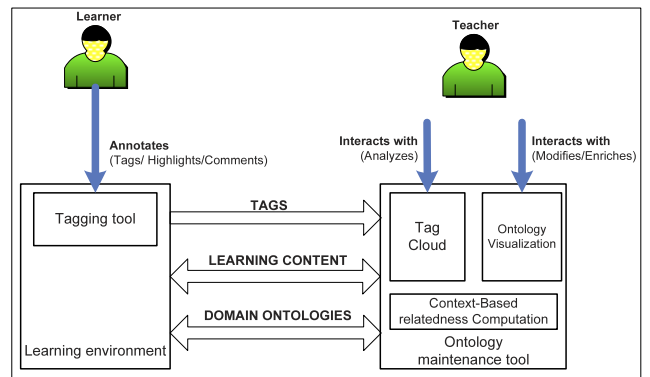 Learner
Teacher
Annotates
(Tags/ Highlights/Comments)
Interacts with
(Analyzes)
Interacts with
(Modifies/Enriches)
Tagging tool
TAGS
Tag
Cloud
Ontology
Visualization
LEARNING CONTENT
Context-Based
relatedness Computation
DOMAIN ONTOLOGIES
Learning environment
Ontology
maintenance tool